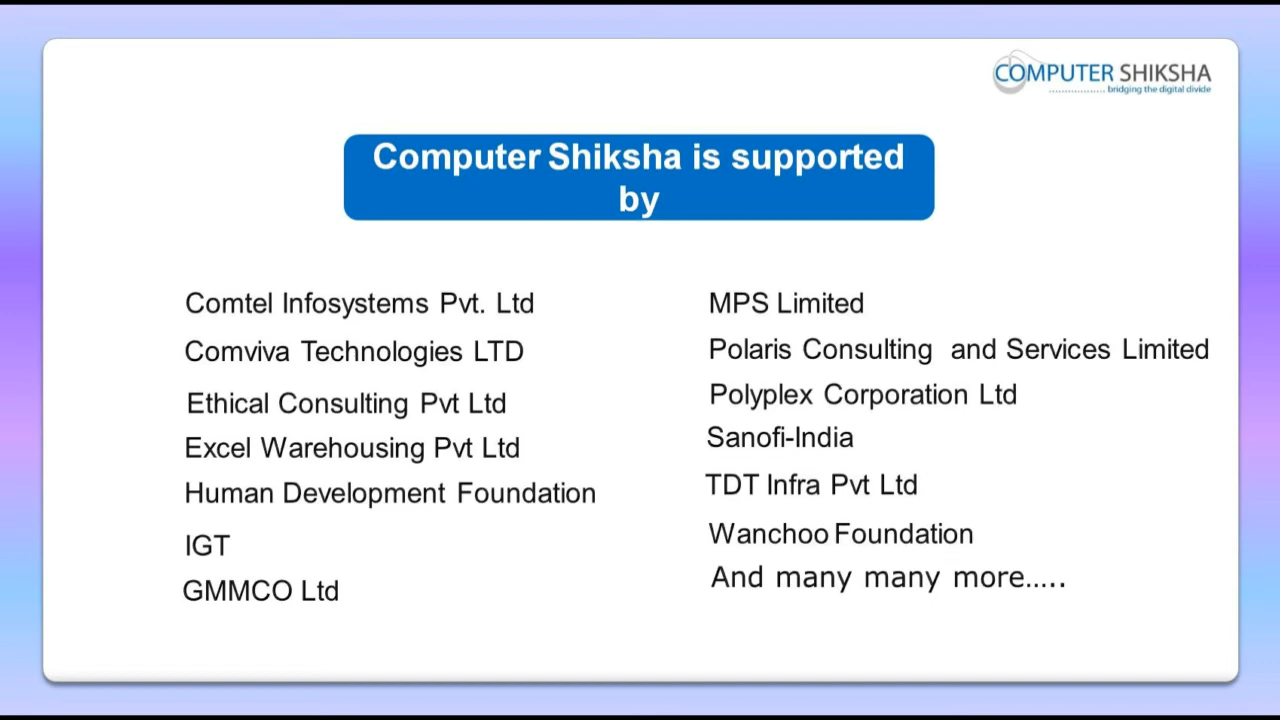 COMPUTER SHIKSHA
bridging the digital divide
Computer Shiksha is supported
by
Comtel Infosystems Pvt. Ltd
Comviva Technologies LTD
Ethical Consulting Pvt Ltd
Excel Warehousing Pvt Ltd
Human Development Foundation
IGT
GMMCO Ltd
MPS Limited
Polaris Consulting and Services Limited
Polyplex Corporation Ltd
Sanofi-India
TDT Infra Pvt Ltd
Wanchoo Foundation
And many many more.....